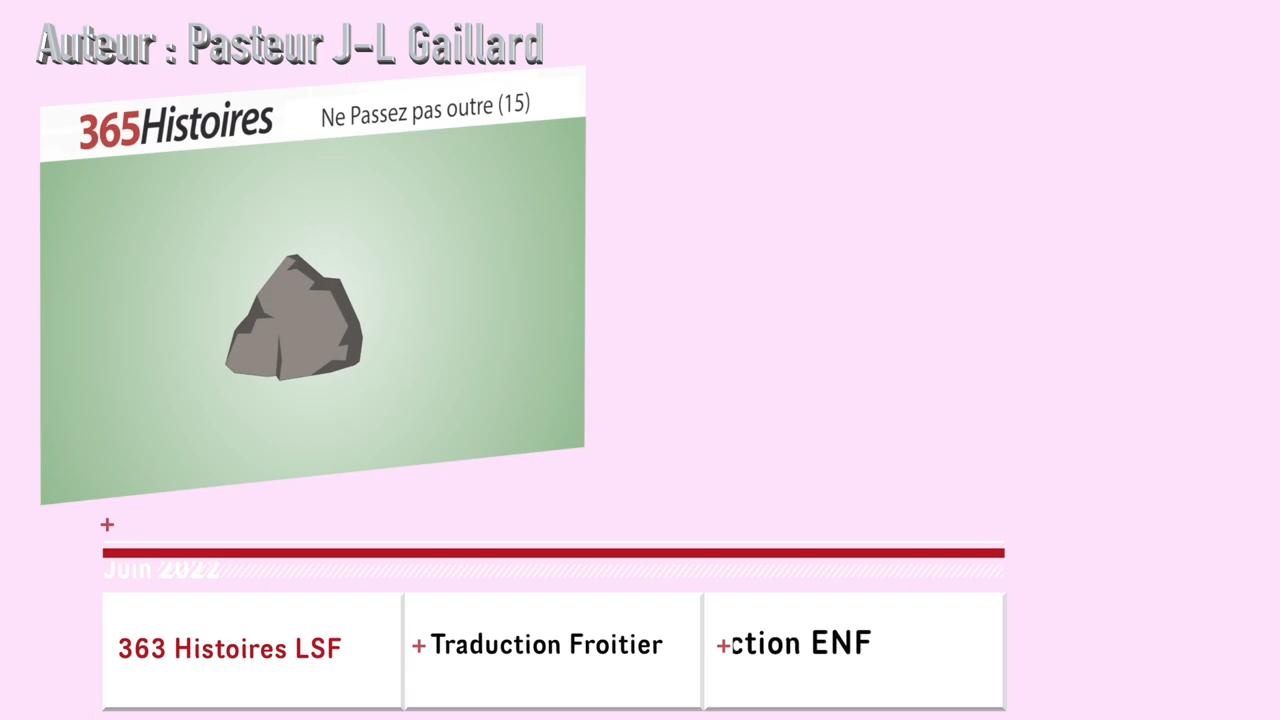 Auteur : Pasteur J-L Gaillard
365Histoires Ne Passez pas outre (15)
+
Juin 2022
363 Histoires LSF
+Traduction Froitier
+ction ENF